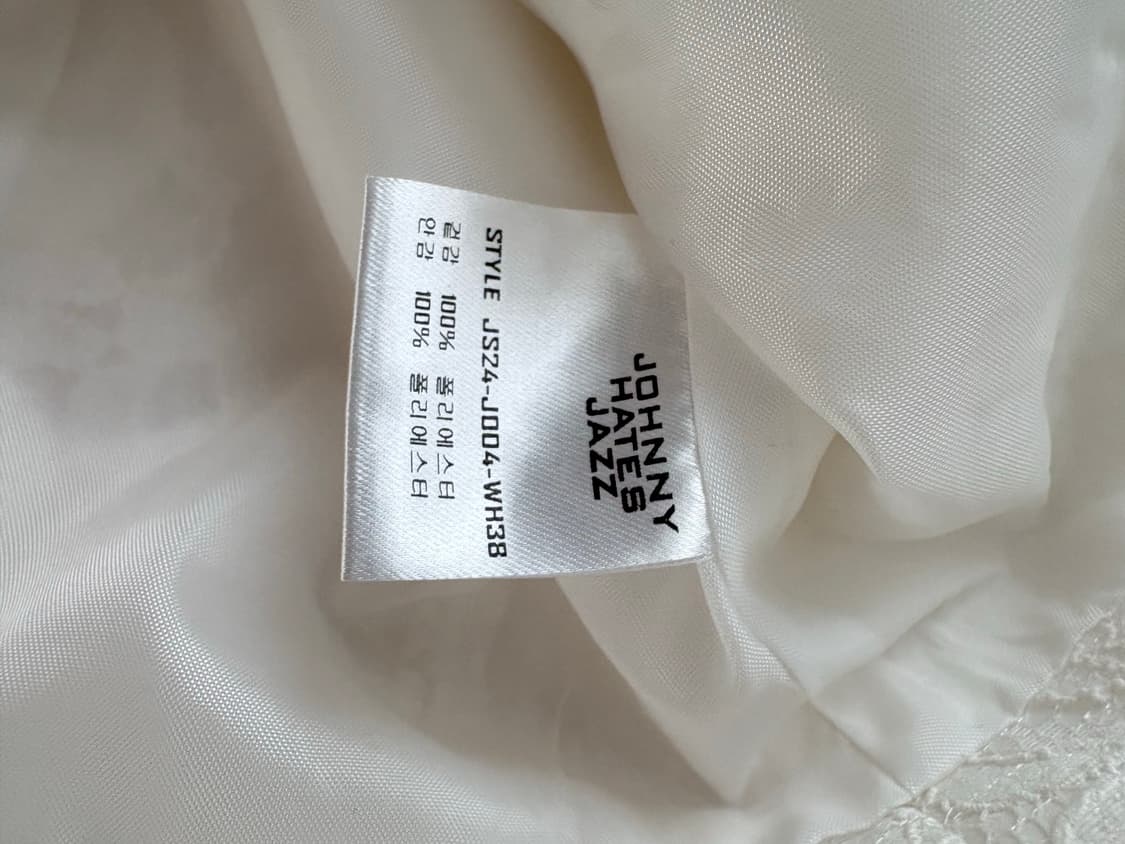 JOHNNY
HATES
JAZZ
STYLE JS24-J004-WH38
겉감 100% 폴리에스터
안감 100% 폴리에스터